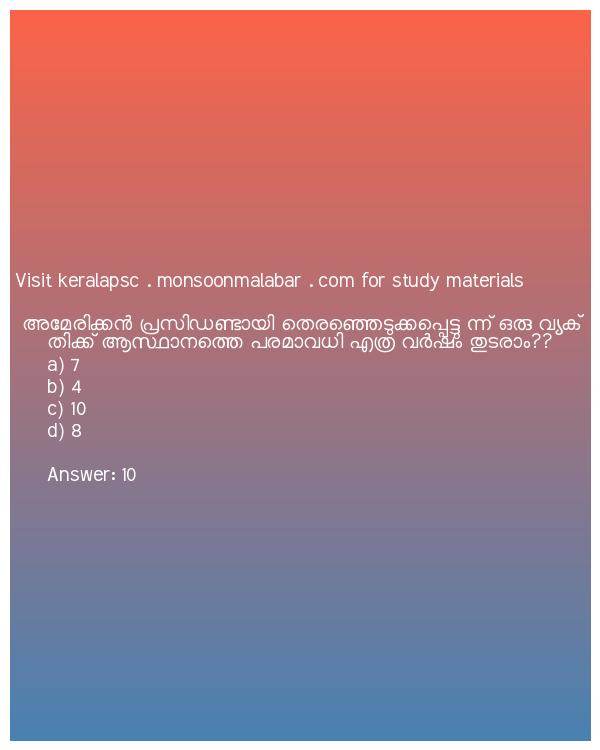 Visit keralapsc . monsoonmalabar . com for study materials
അമേരിക്കൻ പ്രസിഡണ്ടായി തെരഞ്ഞെടുക്കപ്പെട്ടു ന്ന് ഒരു വ്യക്
തിക്ക് ആസ്ഥാനത്തെ പരമാവധി എത്ര വർഷം തുടരാം??
a) 7
b) 4
c) 10
d) 8
Answer: 10